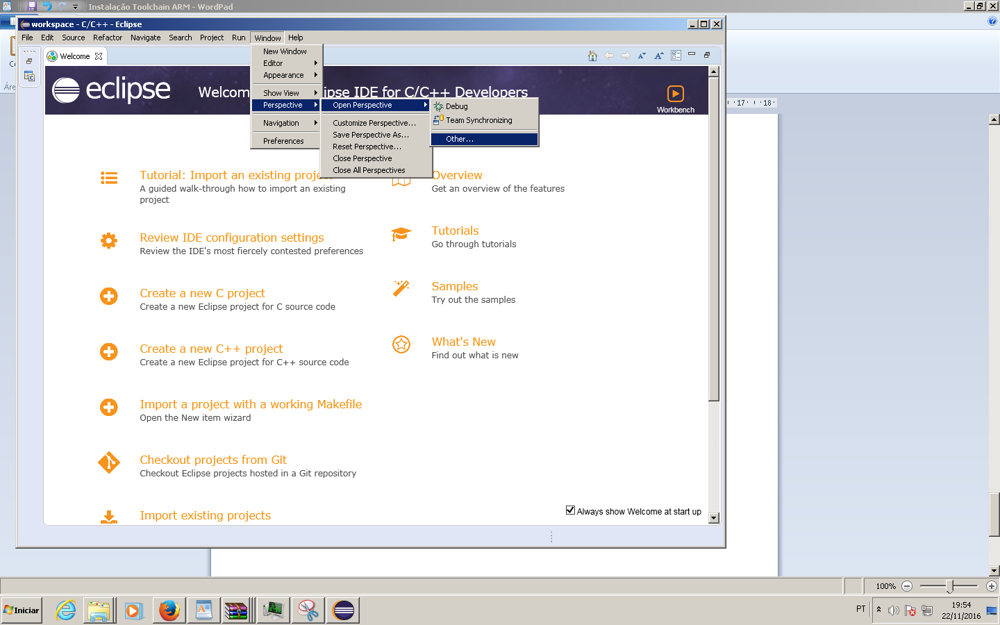 Instalação Toolchain ARM - WordPad
workspace - C/C++ - Eclipse
File Edit Source Refactor Navigate Search Project Run Window Help
Welcome
New Window
Editor
Appearance
Show View
Perspective
Navigation
Preferences
Open Perspective
Customize Perspective...
Save Perspective As...
Reset Perspective...
Close Perspective
Close All Perspectives
Debug
Team Synchronizing
Other...
eclipse
Welcom ipse IDE for C/C++ Developers
Workbench
17 18
Tutorial: Import an existing proj
A guided walk-through how to import an existing
project
Overview
Get an overview of the features
Review IDE configuration settings
Review the IDE's most fiercely contested preferences
Tutorials
Go through tutorials
Create a new C project
Create a new Eclipse project for C source code
Samples
Try out the samples
Create a new C++ project
Create a new Eclipse project for C++ source code
What's New
Find out what is new
Import a project with a working Makefile
Open the New item wizard
Checkout projects from Git
Checkout Eclipse projects hosted in a Git repository
Import existing projects
Always show Welcome at start up
100%
Iniciar
PT
19:54
22/11/2016